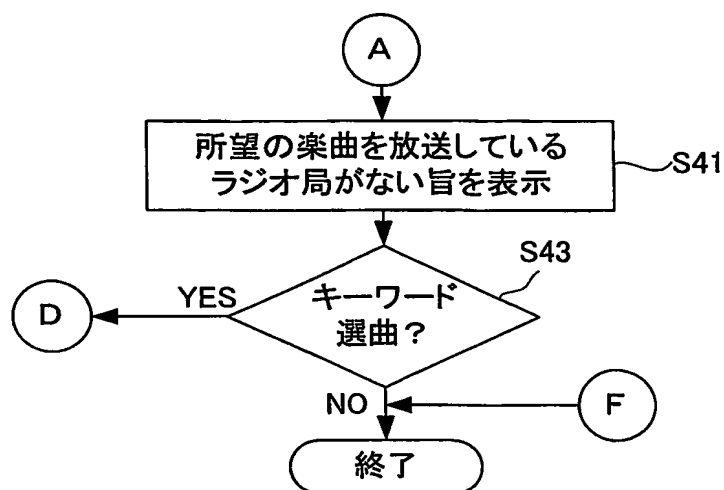 A
所望の楽曲を放送している
ラジオ局がない旨を表示
S41
S43
YES
キーワード
選曲？
D
NO
F
終了